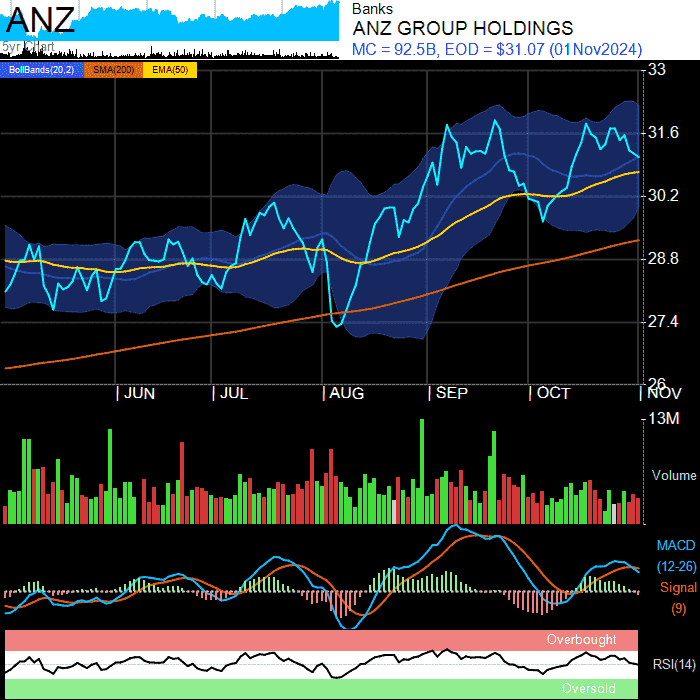 ANZ
5yr Chart
Banks
ANZ GROUP HOLDINGS
MC = 92.5B, EOD = $31.07 (01Nov2024)
BollBands(20,2) SMA(200) EMA(50)
33
31.6
30.2
28.8
27.4
26
| JUN | JUL | AUG | SEP | OCT | NOV
13M
Volume
MACD
(12-26)
Signal
(9)
Overbought
RSI(14)
Oversold